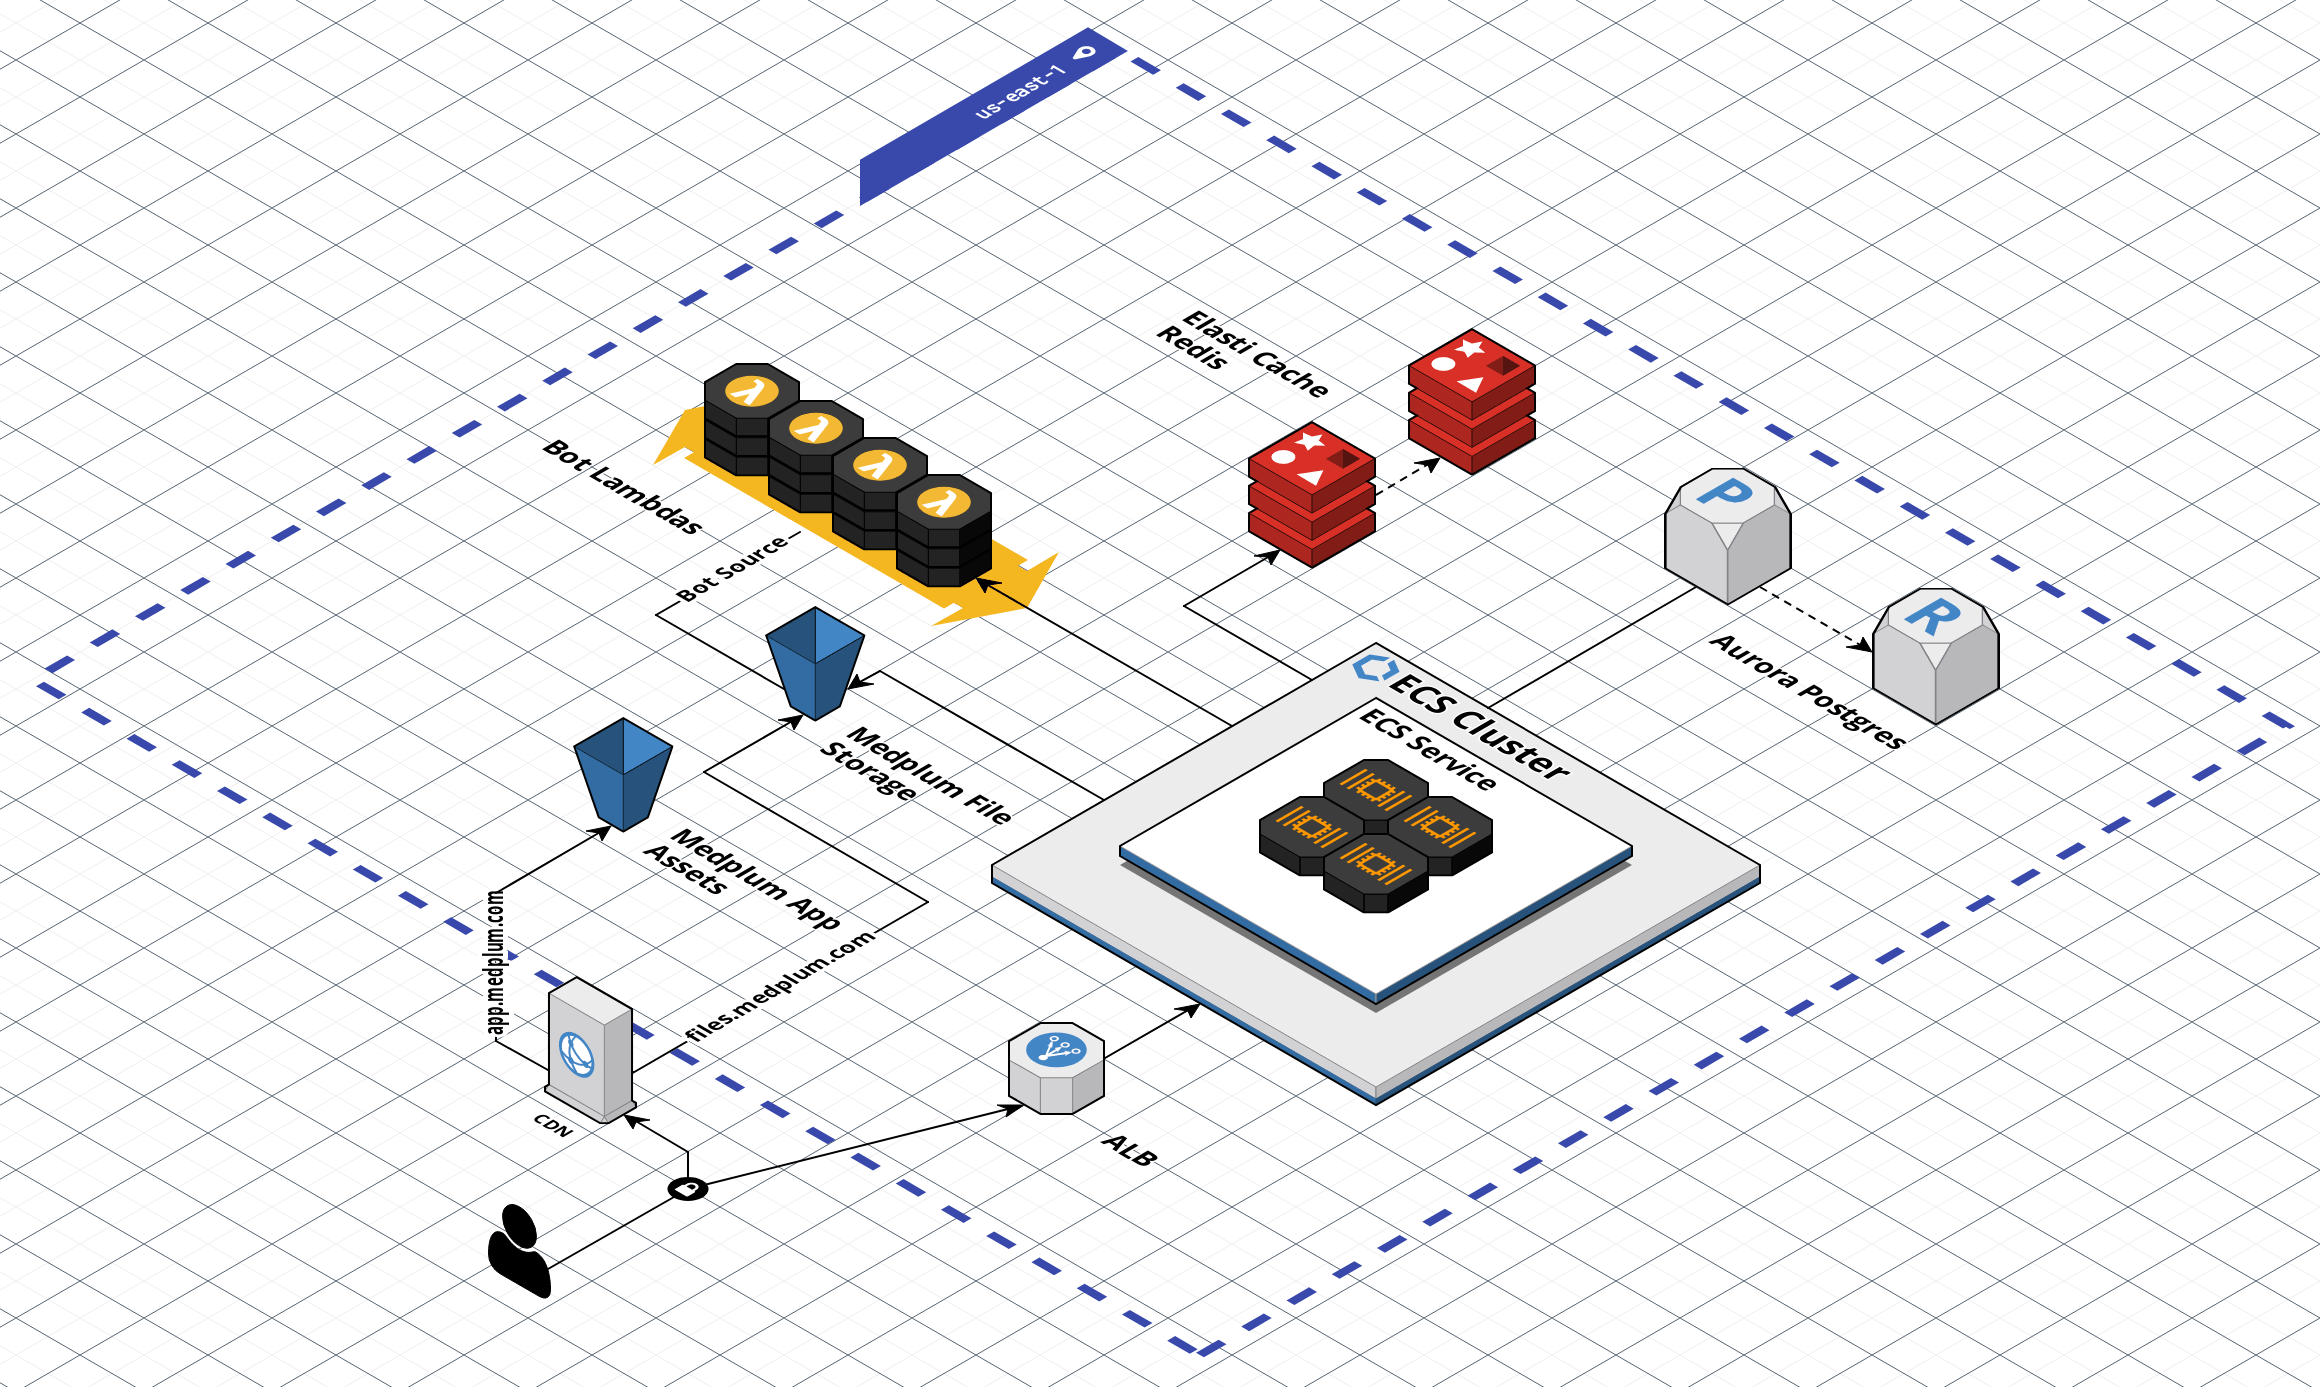 us-east-1
Elasti Cache
Redis
Bot Lambdas
Bot Source
P
R
Aurora Postgres
ECS Cluster
ECS Service
Medplum File
Storage
Medplum App
Assets
app.medplum.com
files.medplum.com
CDN
ALB
λ
λ
λ
λ